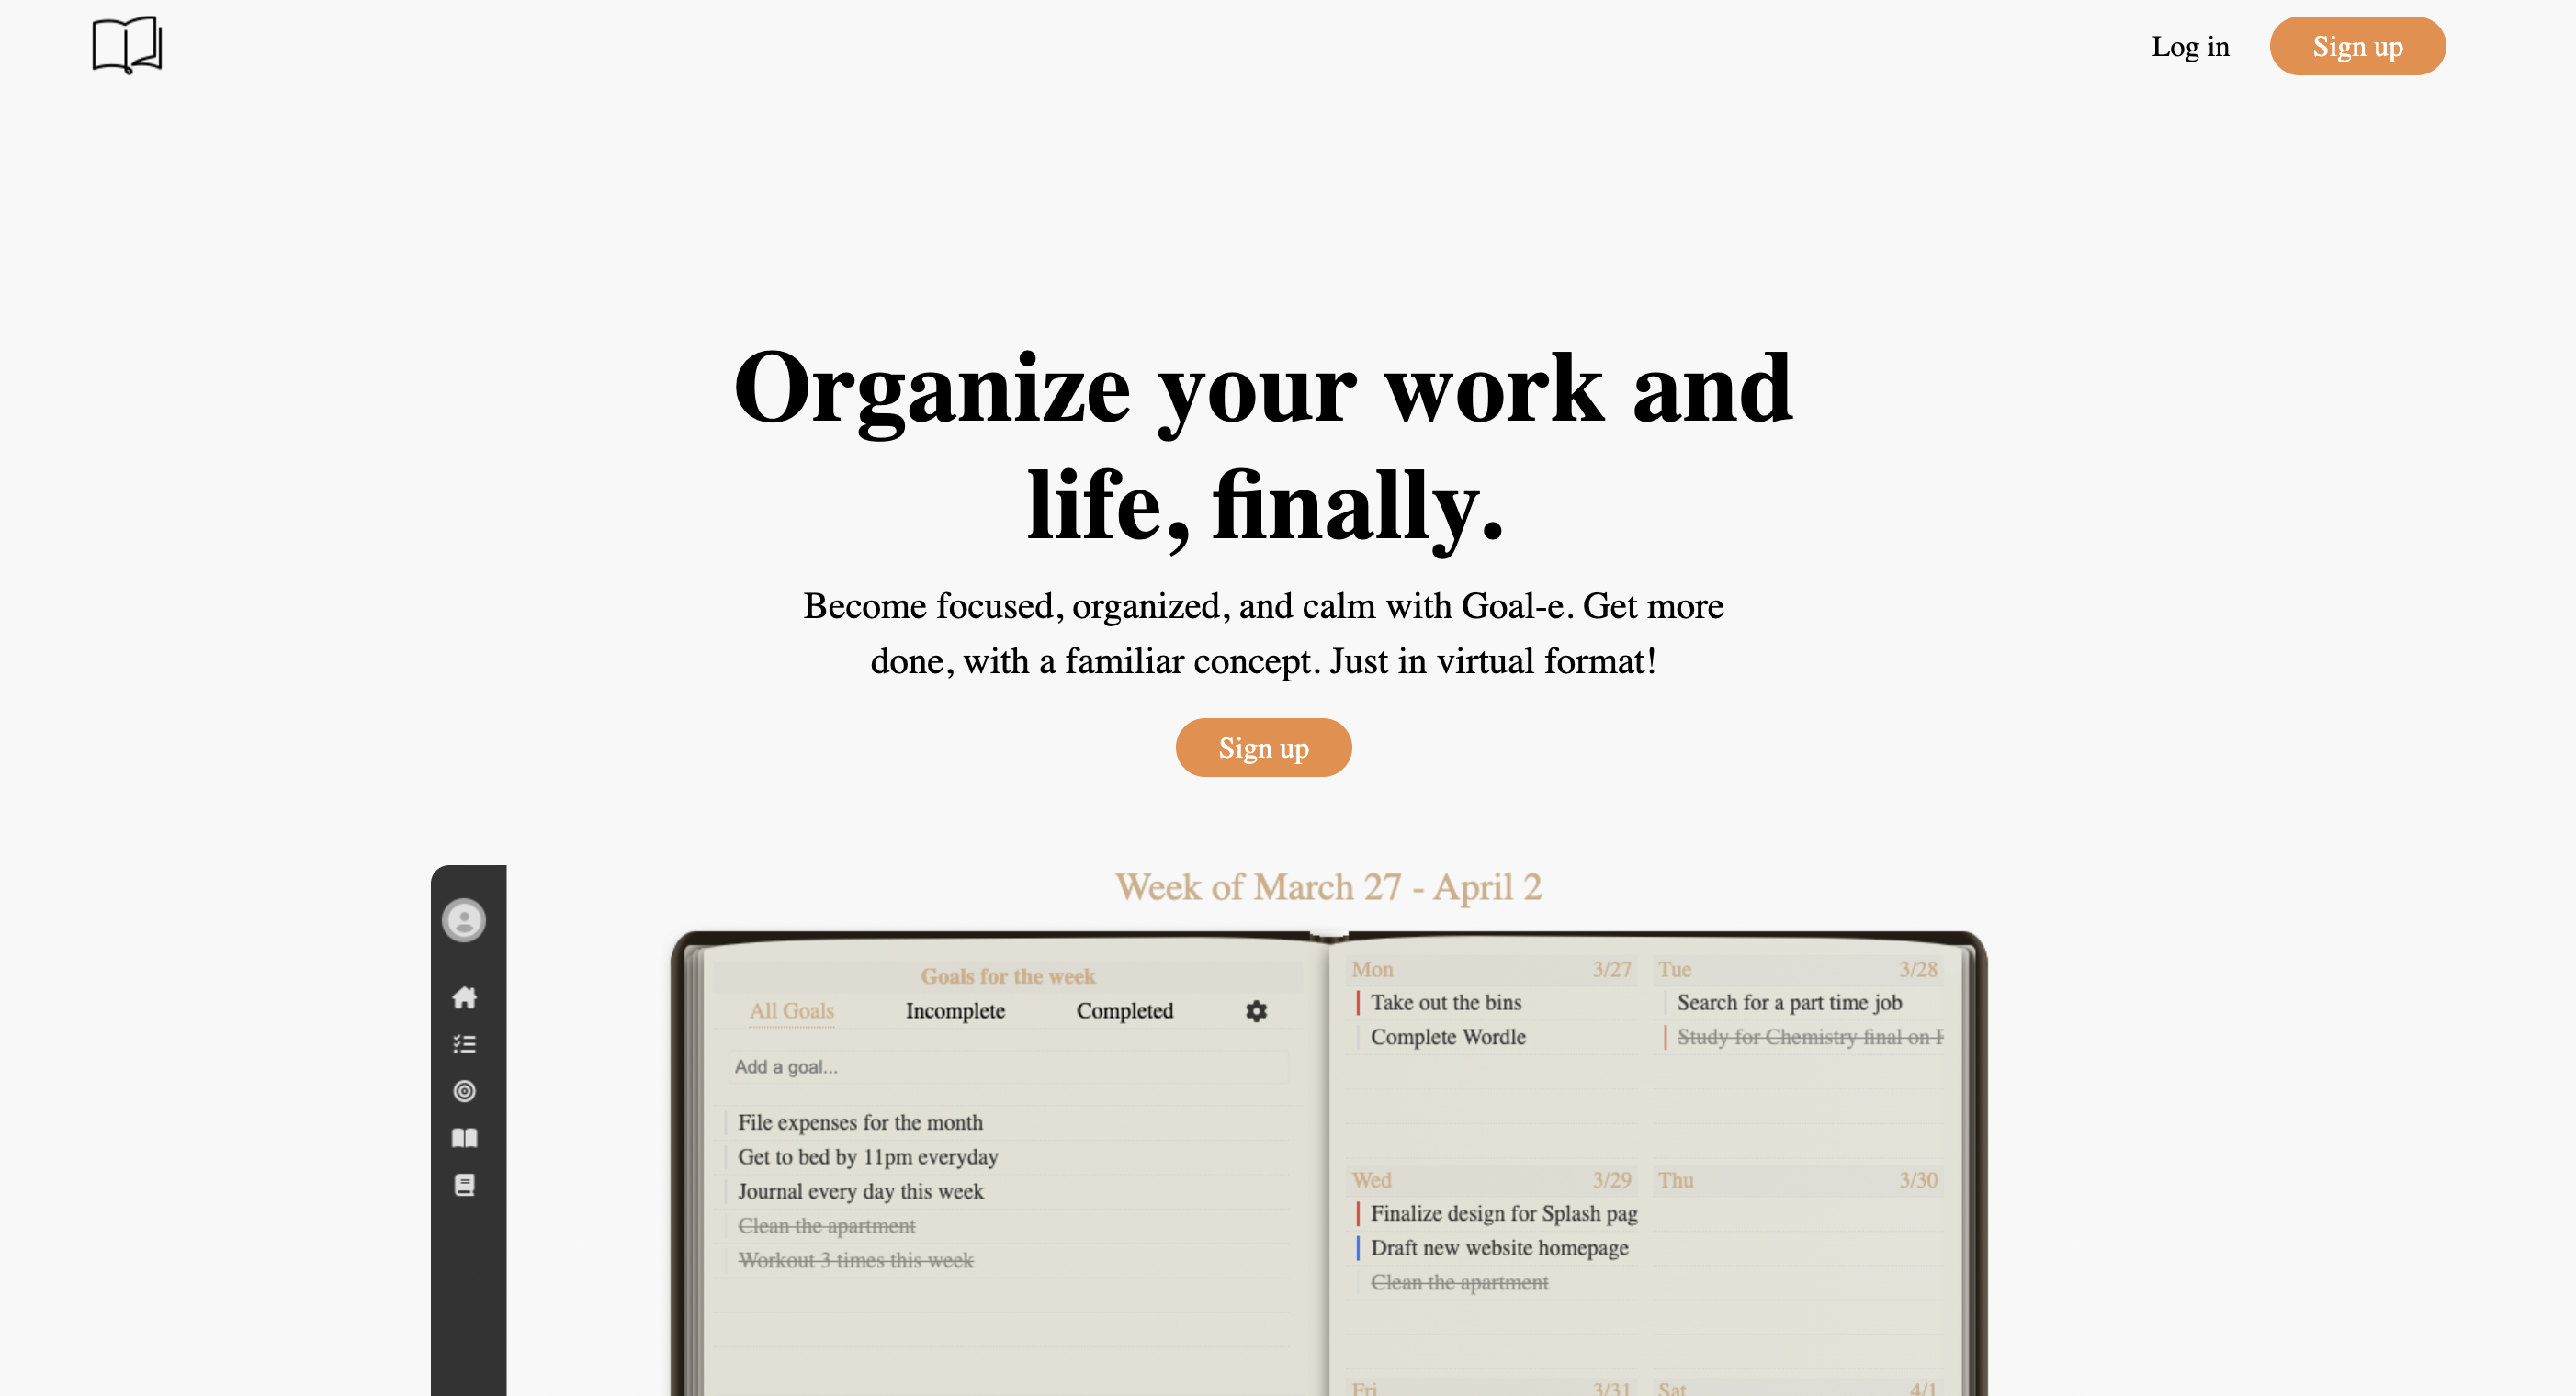 Log in
Sign up
Organize your work and
life, finally.
Become focused, organized, and calm with Goal-e. Get more
done, with a familiar concept. Just in virtual format!
Sign up
Week of March 27 - April 2
Goals for the week
All Goals
Incomplete
Completed
Add a goal...
File expenses for the month
Get to bed by 11pm everyday
Journal every day this week
Clean the apartment
Workout 3 times this week
Mon 3/27
Take out the bins
Complete Wordle
Tue 3/28
Search for a part time job
Study for Chemistry final on
Wed 3/29
Finalize design for Splash pag
Draft new website homepage
Clean the apartment
Thu 3/30
Fri 3/31
Sat 4/1